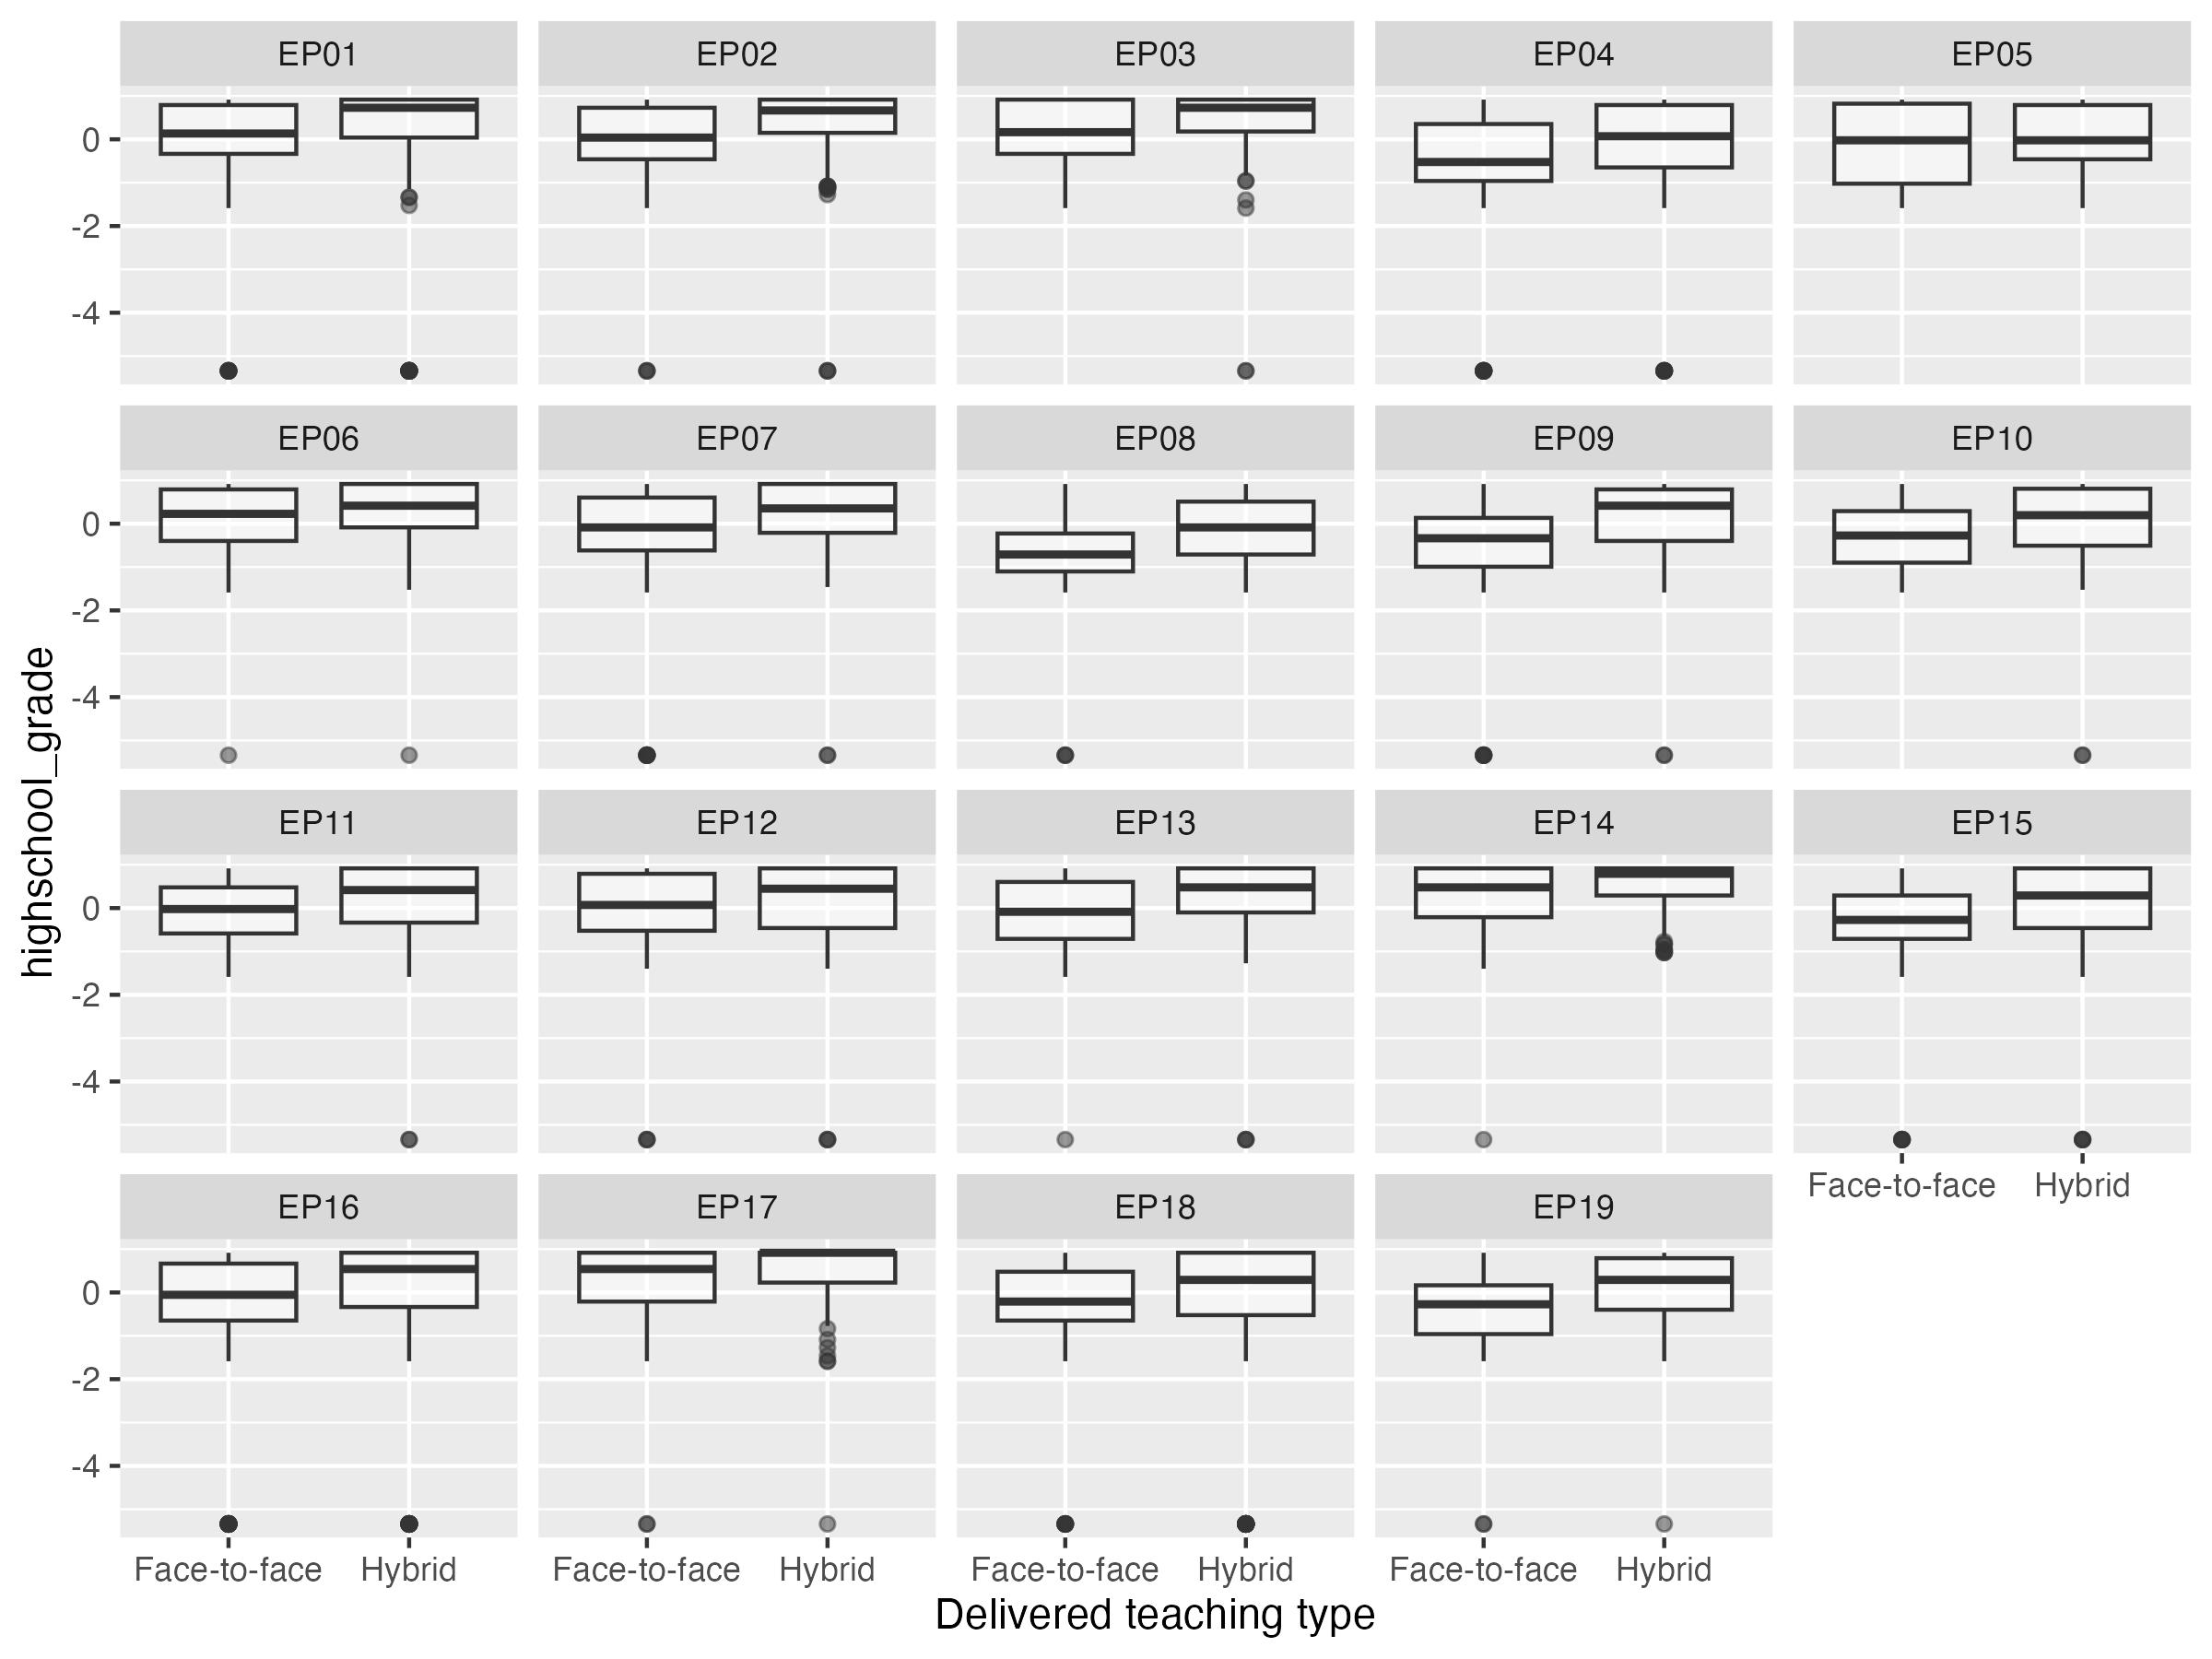 EP01 EP02 EP03 EP04 EP05
0
-2
-4
EP06 EP07 EP08 EP09 EP10
0
-2
-4
highschool_grade
EP11 EP12 EP13 EP14 EP15
0
-2
-4
Face-to-face Hybrid
EP16 EP17 EP18 EP19
0
-2
-4
Face-to-face Hybrid Face-to-face Hybrid Face-to-face Hybrid Face-to-face Hybrid
Delivered teaching type